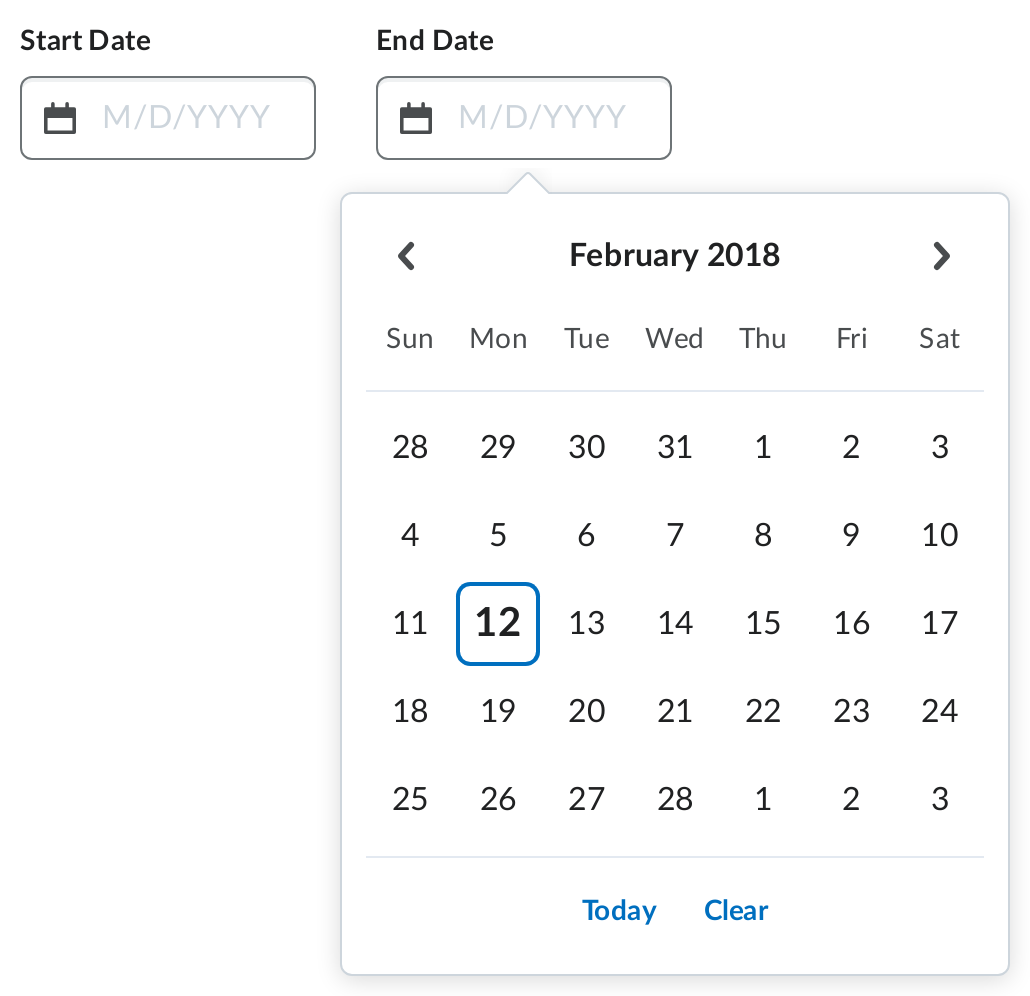 Start Date End Date
M/D/YYYY M/D/YYYY
February 2018
Sun Mon Tue Wed Thu Fri Sat
28 29 30 31 1 2 3
4 5 6 7 8 9 10
11 12 13 14 15 16 17
18 19 20 21 22 23 24
25 26 27 28 1 2 3
Today Clear